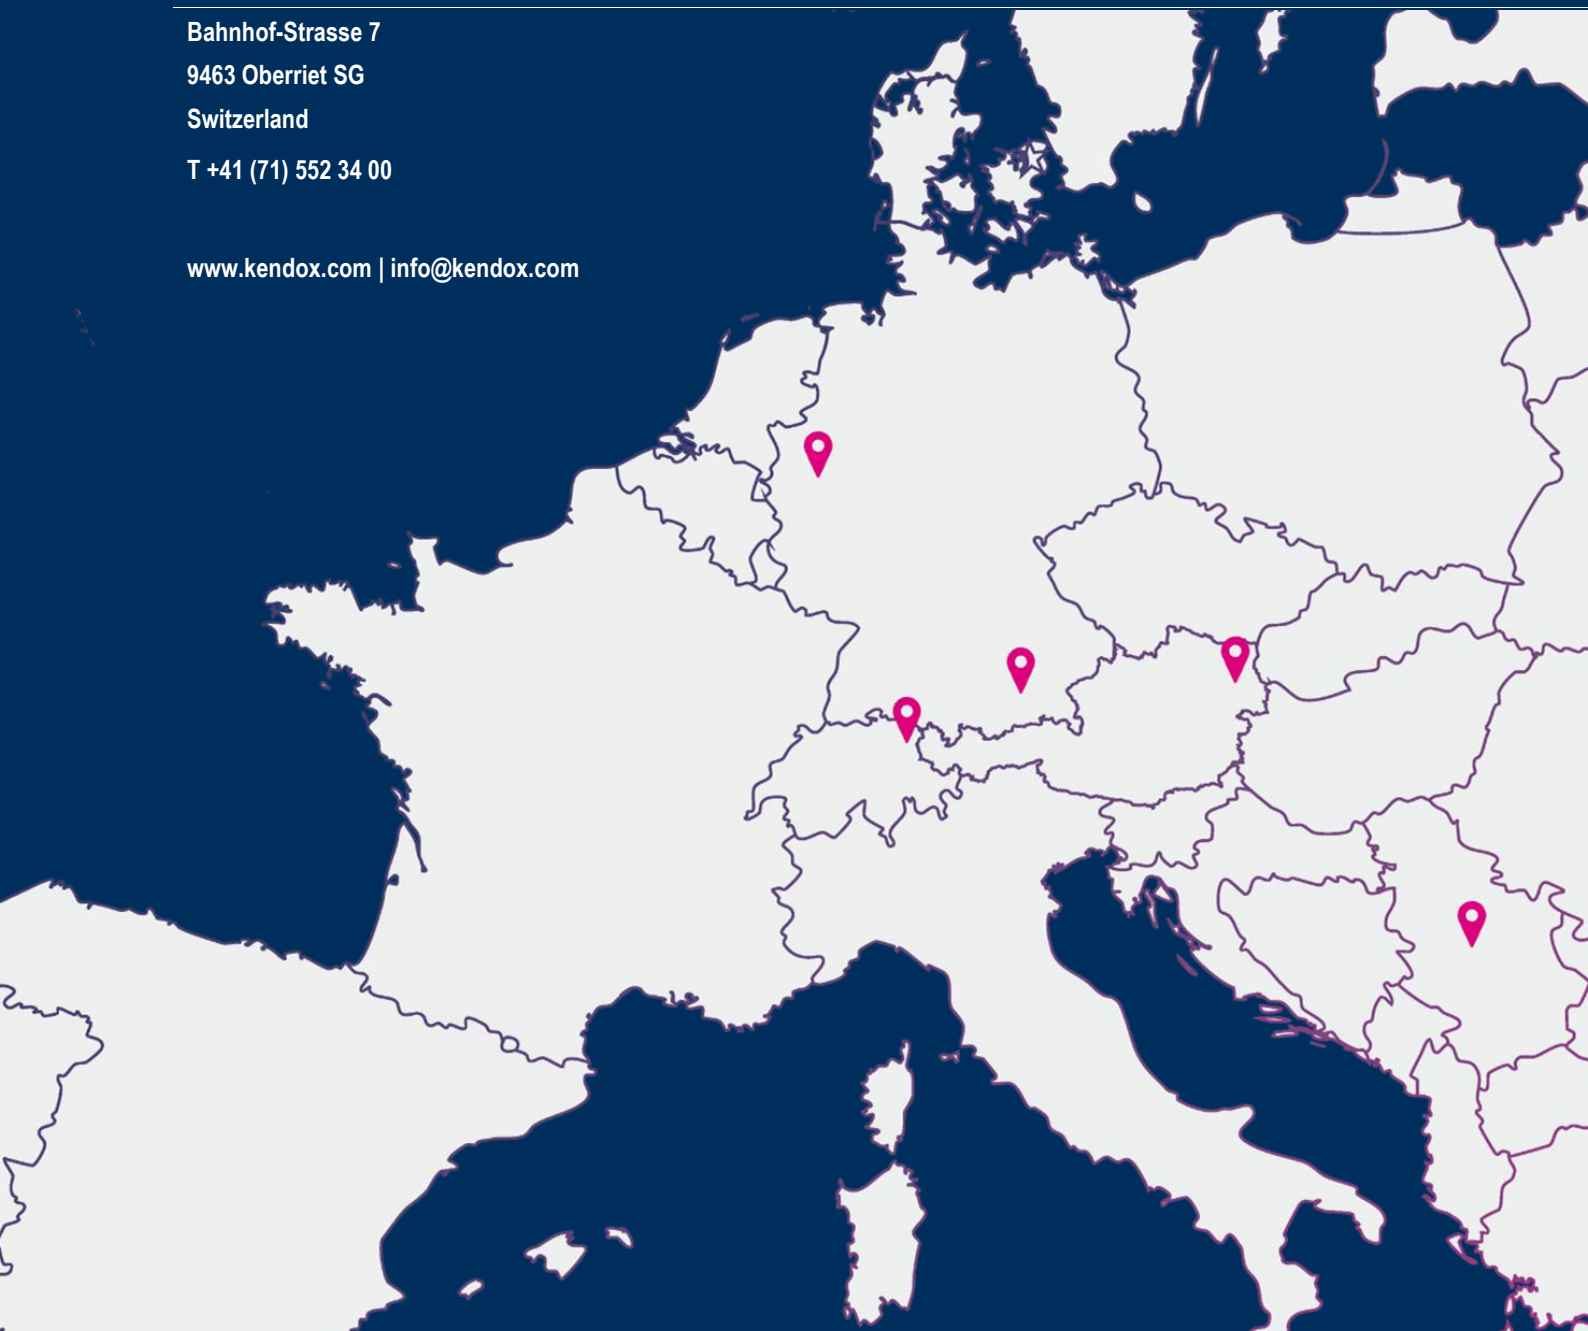 Bahnhof-Strasse 7
9463 Oberriet SG
Switzerland
T +41 (71) 552 34 00
www.kendox.com | info@kendox.com